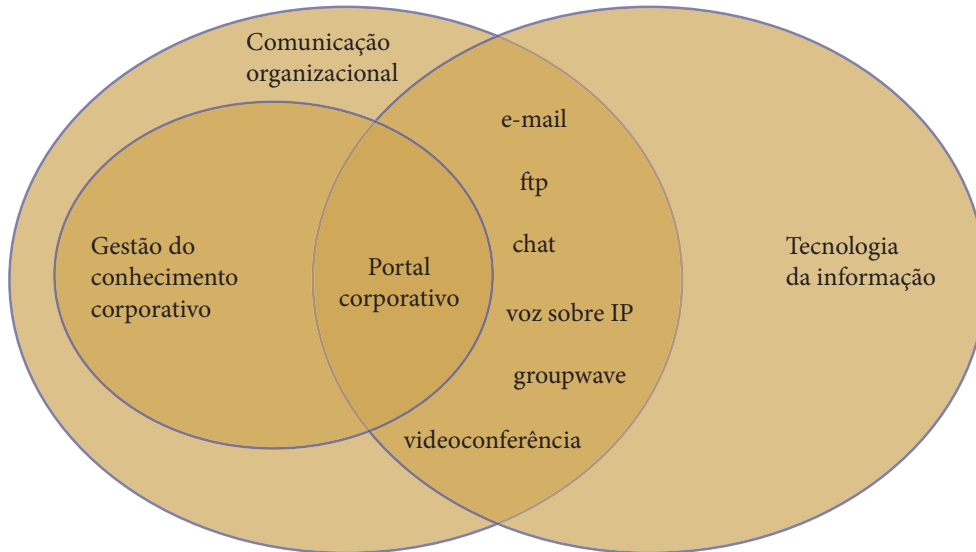 Comunicação
organizacional
e-mail
ftp
chat
voz sobre IP
groupwave
videoconferência
Gestão do
conhecimento
corporativo
Portal
corporativo
Tecnologia
da informação